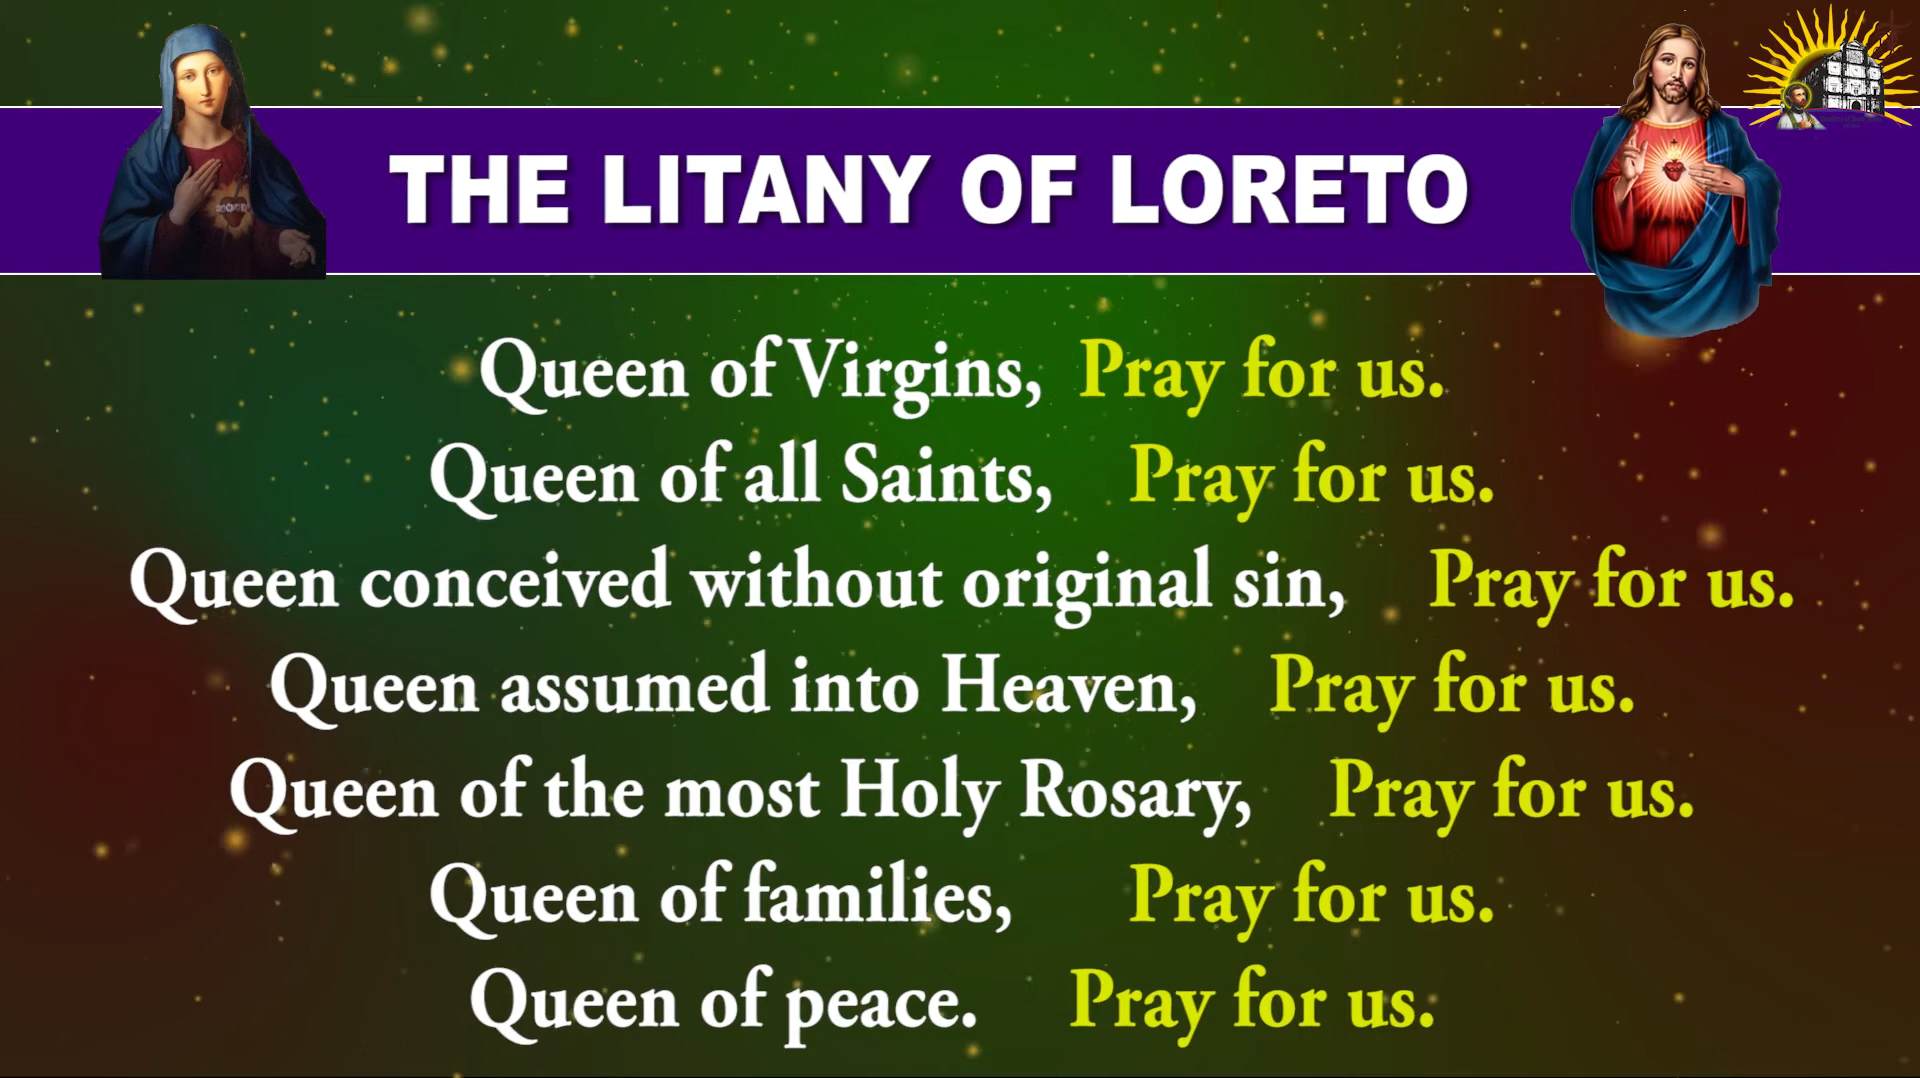 THE LITANY OF LORETO
Queen of Virgins, Pray for us.
Queen of all Saints, Pray for us.
Queen conceived without original sin, Pray for us.
Queen assumed into Heaven, Pray for us.
Queen of the most Holy Rosary, Pray for us.
Queen of families, Pray for us.
Queen of peace. Pray for us.